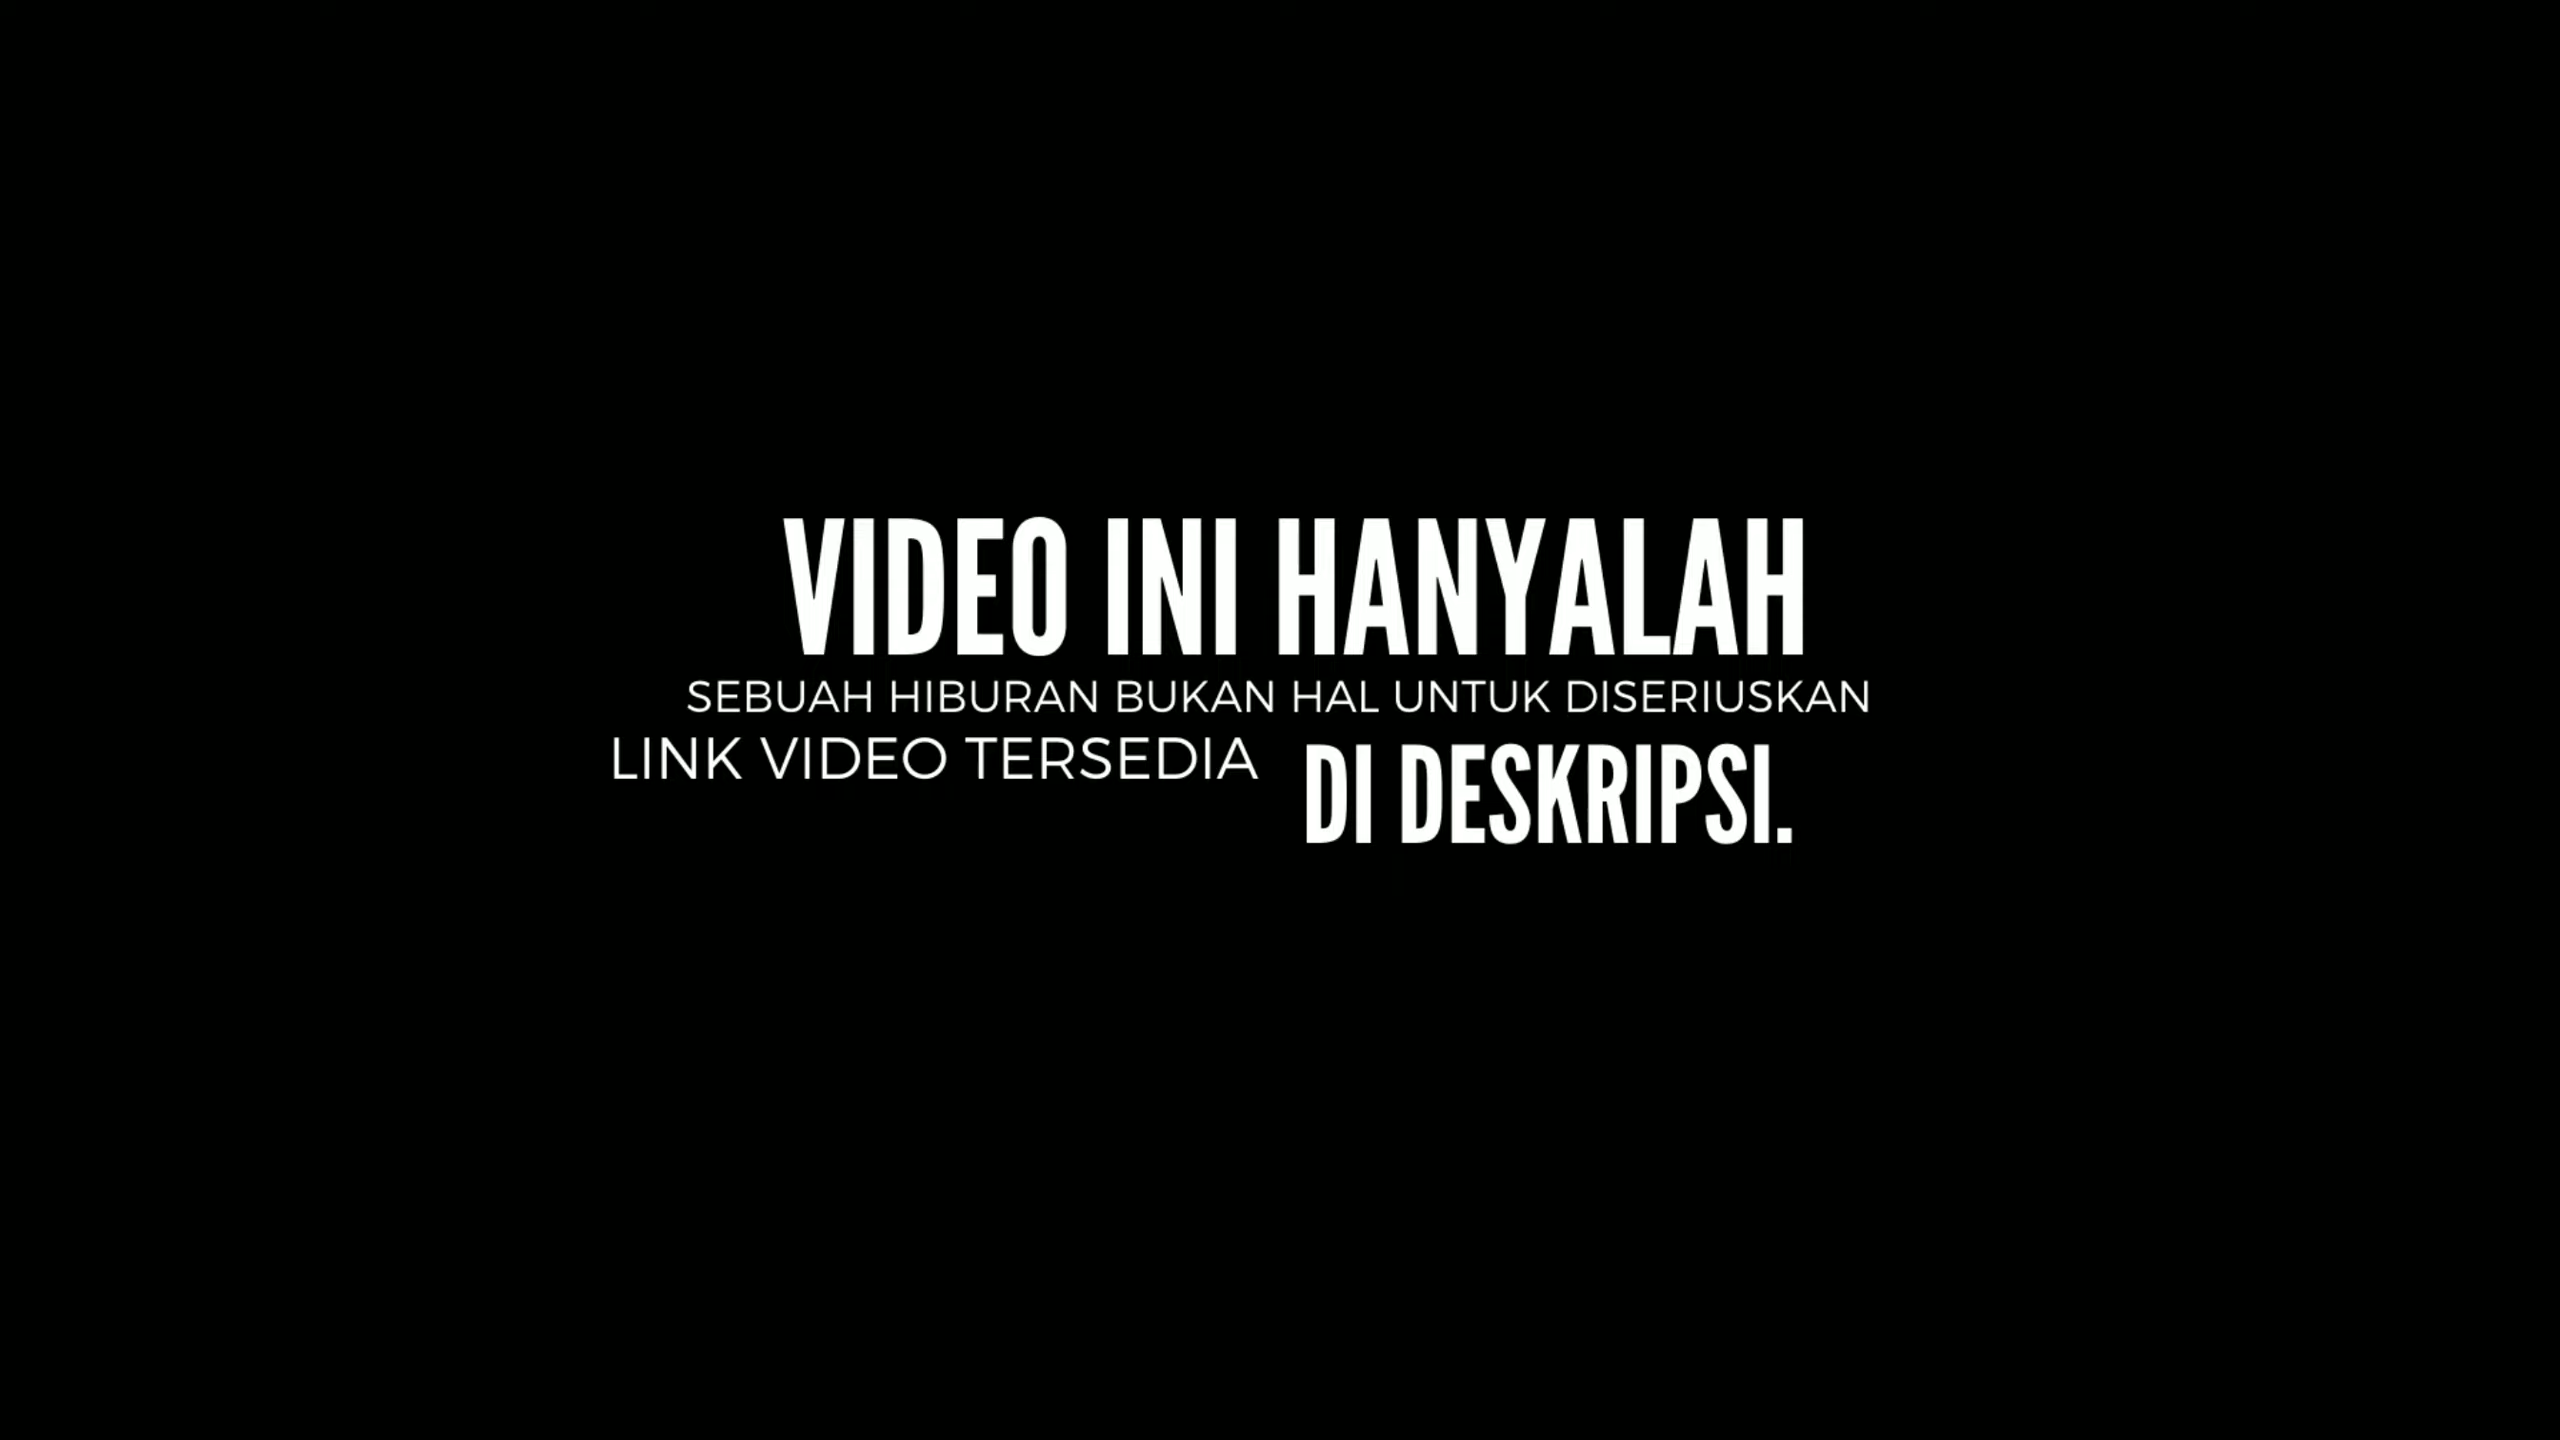 VIDEO INI HANYALAH
SEBUAH HIBURAN BUKAN HAL UNTUK DISERIUSKAN
LINK VIDEO TERSEDIA DI DESKRIPSI.